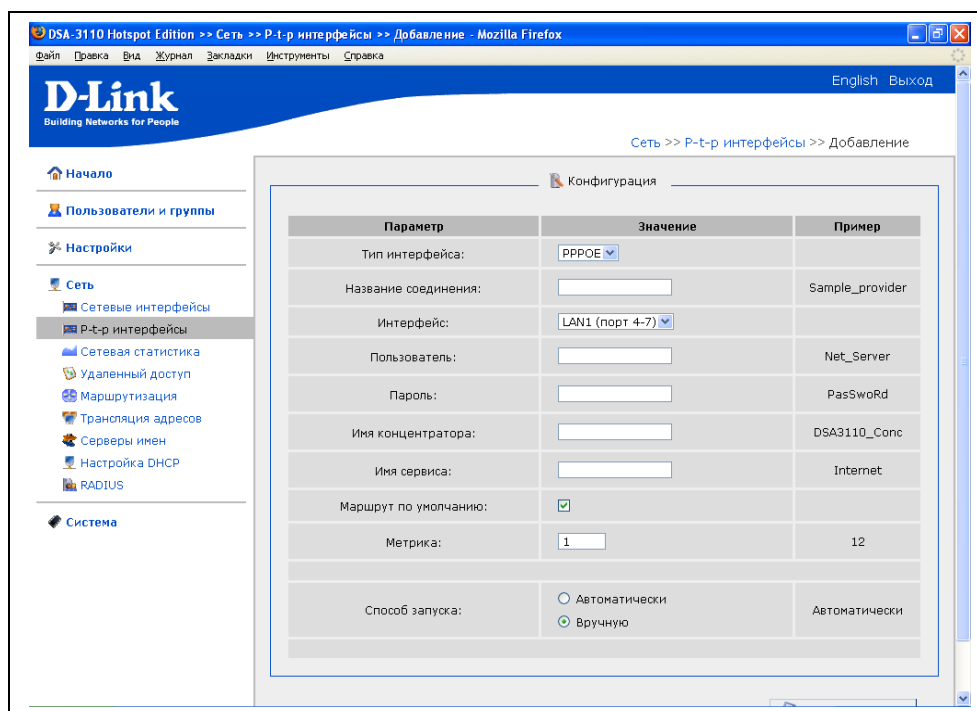 DSA-3110 Hotspot Edition >> Сеть >> P-t-p интерфейсы >> Добавление - Mozilla Firefox
Файл Правка Вид Журнал Закладки Инструменты Справка
English Выход
D-Link
Building Networks for People
Сеть >> P-t-p интерфейсы >> Добавление
Начало
Пользователи и группы
Настройки
Сеть
Сетевые интерфейсы
P-t-p интерфейсы
Сетевая статистика
Удаленный доступ
Маршрутизация
Трансляция адресов
Серверы имен
Настройка DHCP
RADIUS
Система
Конфигурация
Параметр Значение Пример
Тип интерфейса: PPPOE
Название соединения: Sample_provider
Интерфейс: LAN1 (порт 4-7)
Пользователь: Net_Server
Пароль: PasSwoRd
Имя концентратора: DSA3110_Conc
Имя сервиса: Internet
Маршрут по умолчанию:
Метрика: 1 12
Способ запуска: Автоматически Автоматически
Вручную